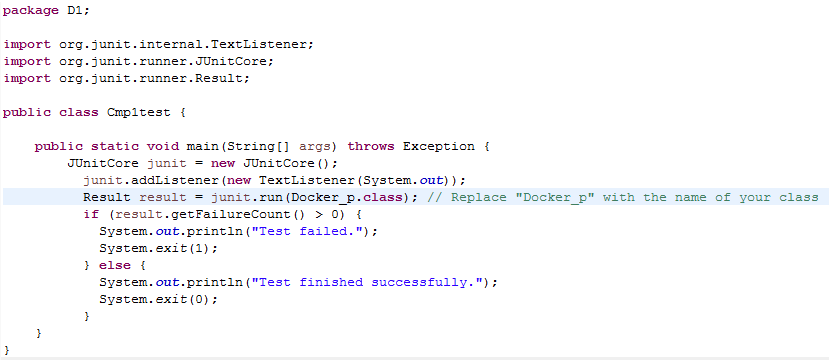 package D1;
import org.junit.internal.TextListener;
import org.junit.runner.JUnitCore;
import org.junit.runner.Result;
public class Cmp1test {
public static void main(String[] args) throws Exception {
JUnitCore junit = new JUnitCore();
junit.addListener(new TextListener(System.out));
Result result = junit.run(Docker_p.class); // Replace "Docker_p" with the name of your class
if (result.getFailureCount() > 0) {
System.out.println("Test failed.");
System.exit(1);
} else {
System.out.println("Test finished successfully.");
System.exit(0);
}
}
}